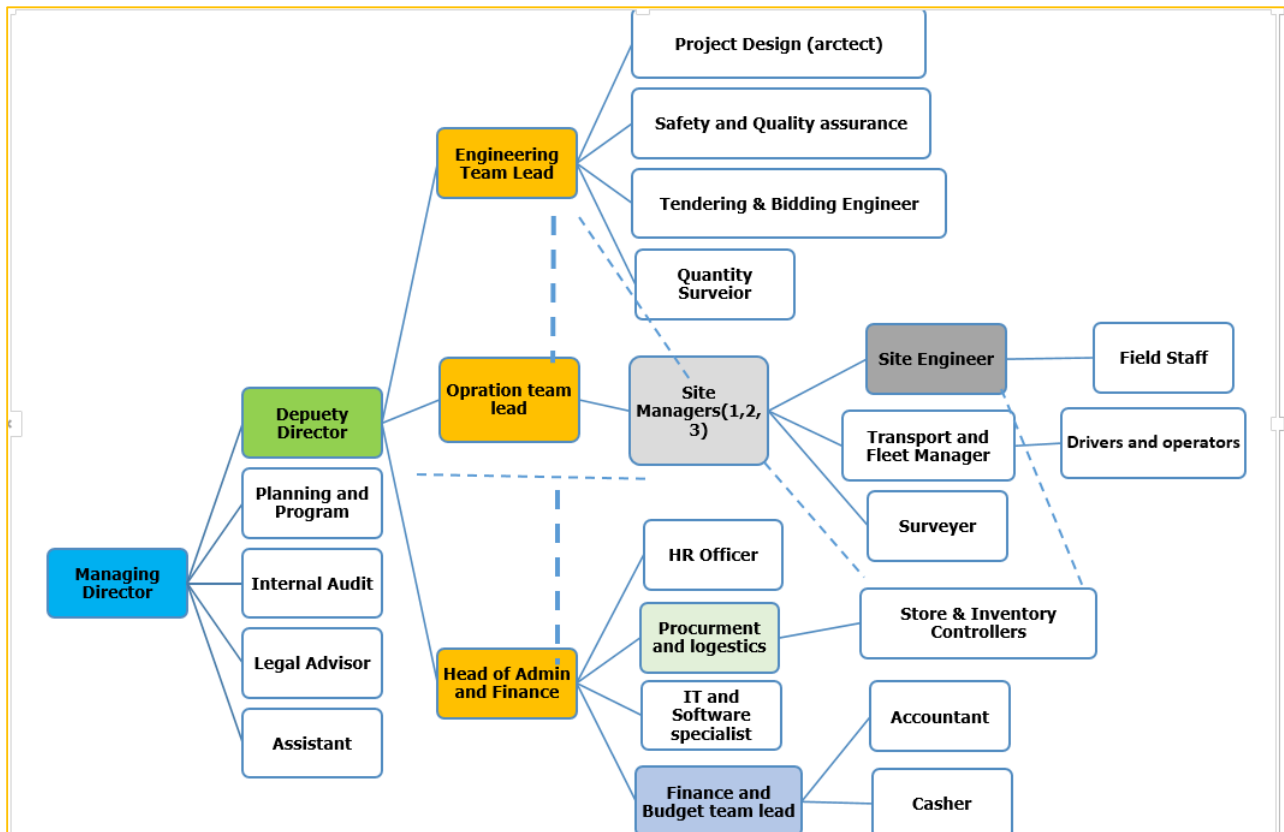 Project Design (arctect)
Safety and Quality assurance
Engineering
Team Lead
Tendering & Bidding Engineer
Quantity
Surveior
Site Engineer
Field Staff
Opration team
lead
Site
Managers(1,2,
3)
Depuety
Director
Transport and
Fleet Manager
Drivers and operators
Planning and
Program
Surveyer
HR Officer
Managing
Director
Internal Audit
Procurment
and logestics
Store & Inventory
Controllers
Legal Advisor
Head of Admin
and Finance
IT and
Software
specialist
Accountant
Assistant
Finance and
Budget team lead
Casher